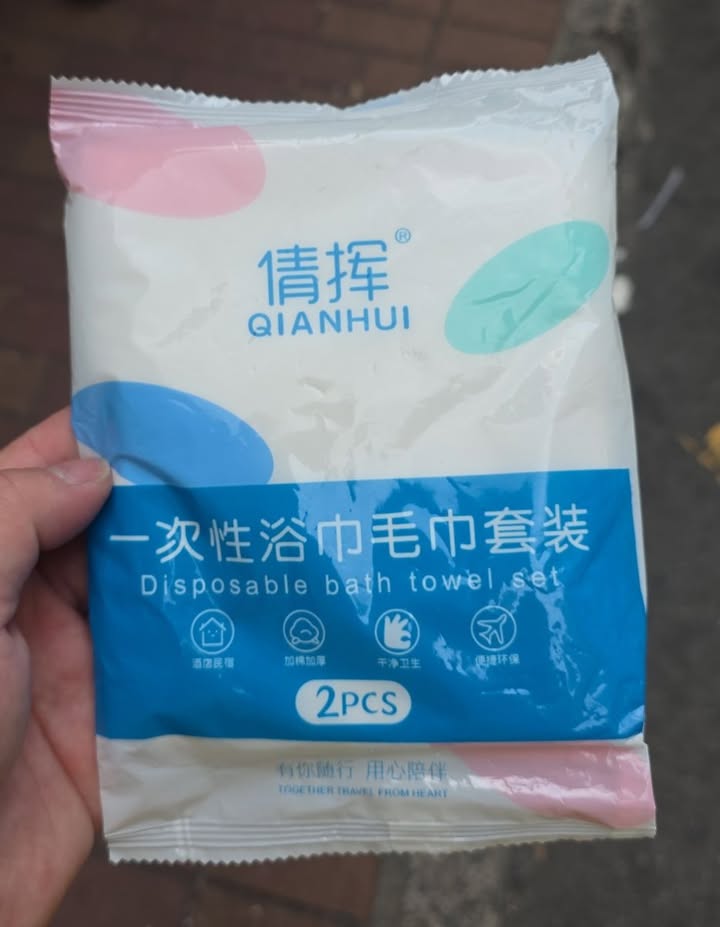 倩挥®
QIANHUI
一次性浴巾毛巾套装
Disposable bath towel set
酒店民宿 加棉加厚 干净卫生 便捷环保
2PCS
有你随行 用心陪伴
TOGETHER TRAVEL FROM HEART